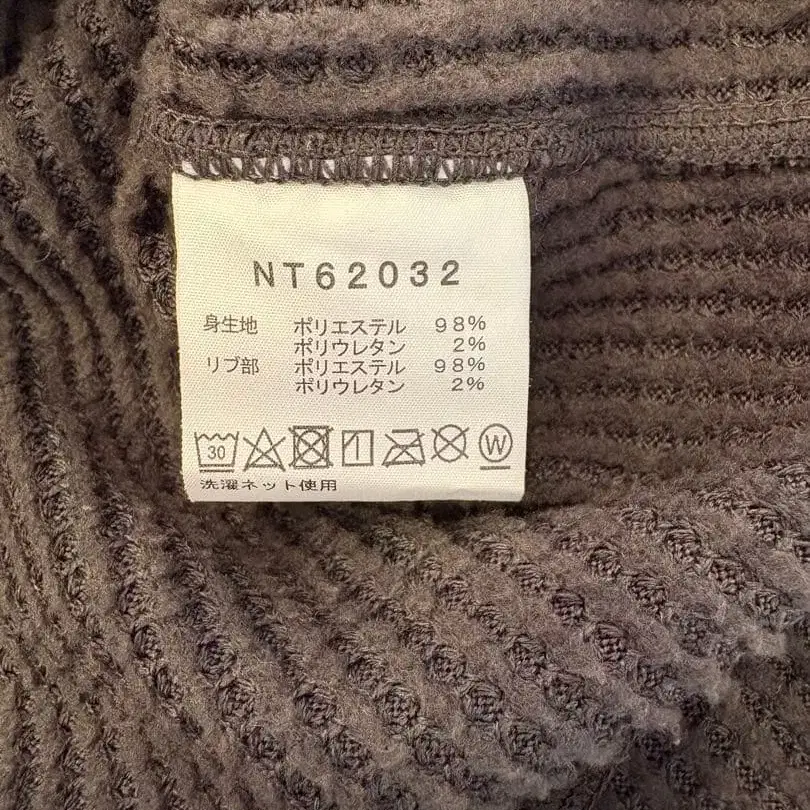 NT62032
身生地 ポリエステル 98%
ポリウレタン 2%
リブ部 ポリエステル 98%
ポリウレタン 2%
30 W
洗濯ネット使用